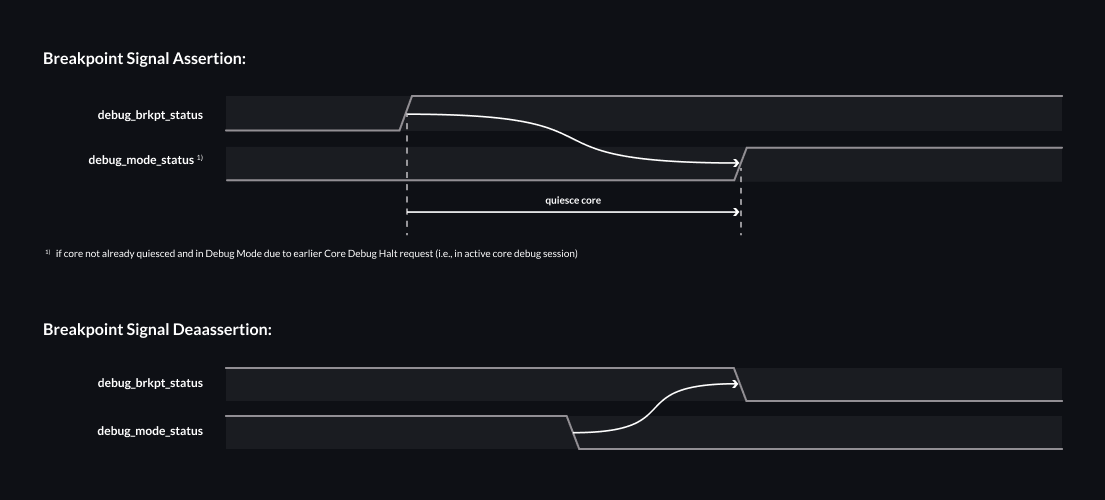 Breakpoint Signal Assertion:
debug_brkpt_status
debug_mode_status 1)
quiesce core
1) if core not already quiesced and in Debug Mode due to earlier Core Debug Halt request (i.e., in active core debug session)
Breakpoint Signal Deaassertion:
debug_brkpt_status
debug_mode_status